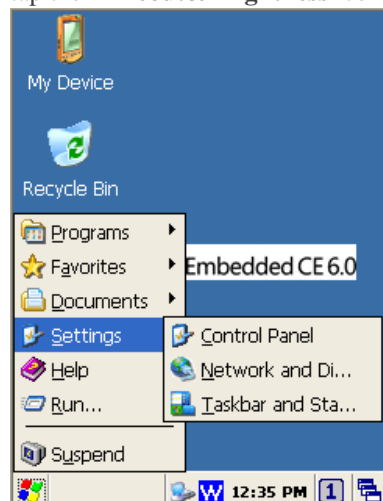 My Device
Recycle Bin
Programs
Favorites
Embedded CE 6.0
Documents
Settings
Control Panel
Help
Network and Di...
Run...
Taskbar and Sta...
Suspend
W 12:35 PM 1